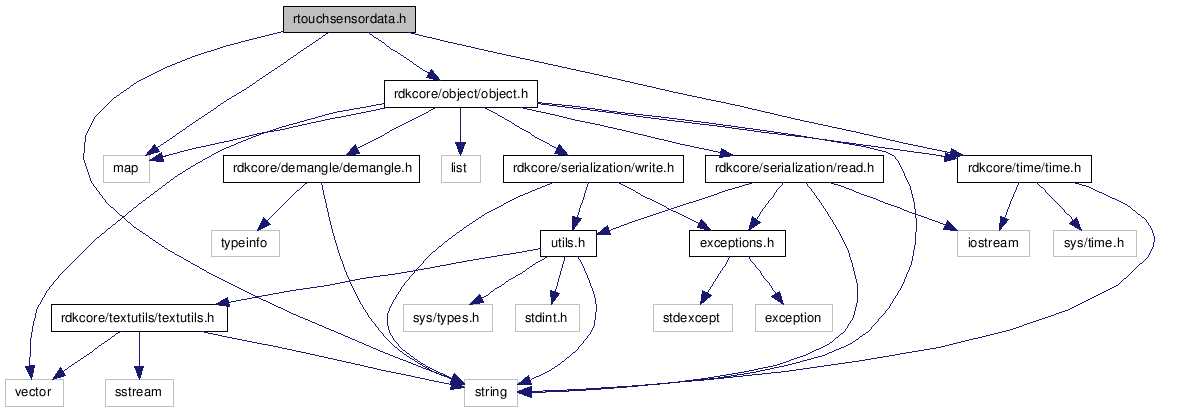 rtouchsensordata.h
rdkcore/object/object.h
map
rdkcore/demangle/demangle.h
list
rdkcore/serialization/write.h
rdkcore/serialization/read.h
rdkcore/time/time.h
typeinfo
utils.h
exceptions.h
iostream
sys/time.h
rdkcore/textutils/textutils.h
sys/types.h
stdint.h
stdexcept
exception
vector
sstream
string